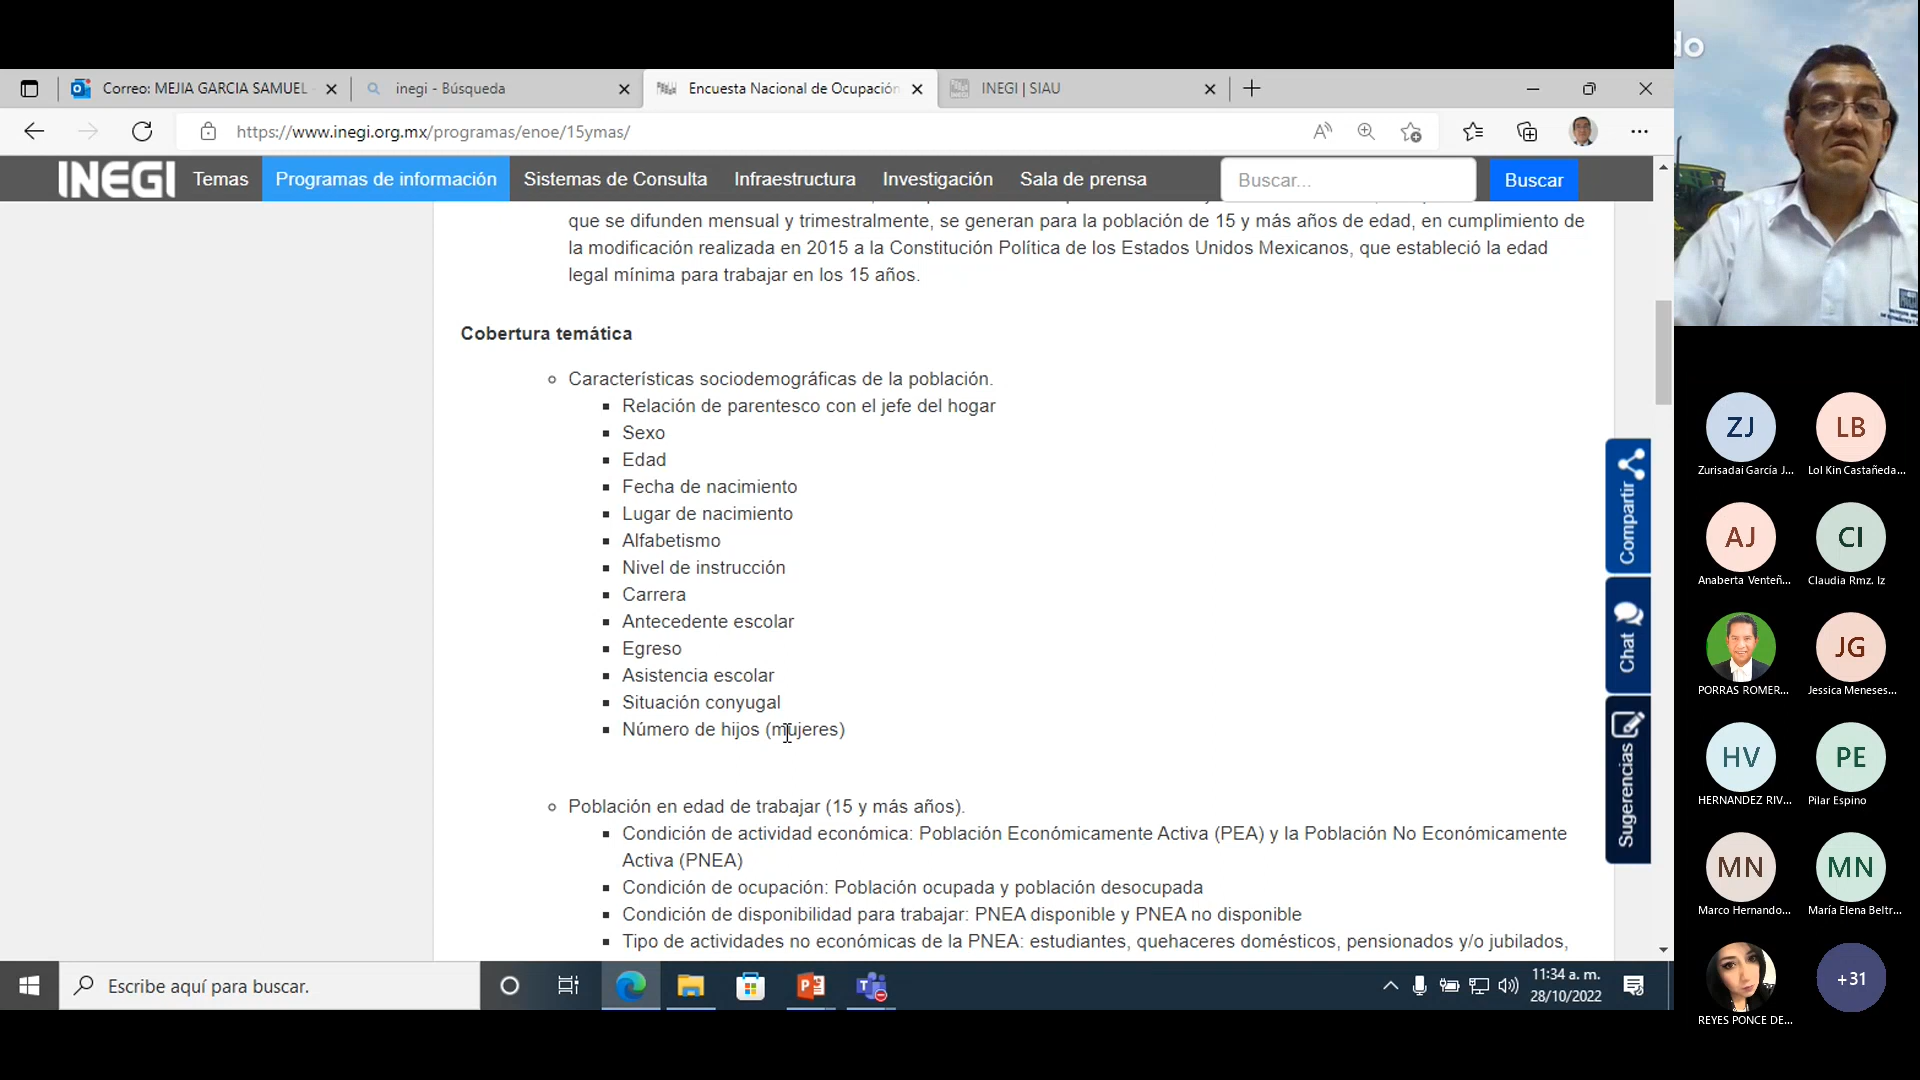 do
Correo: MEJIA GARCIA SAMUEL
inegi - Búsqueda
Encuesta Nacional de Ocupación
INEGI | SIAU
https://www.inegi.org.mx/programas/enoe/15ymas/
INEGI
Temas
Programas de información
Sistemas de Consulta
Infraestructura
Investigación
Sala de prensa
Buscar...
Buscar
que se difunden mensual y trimestralmente, se generan para la población de 15 y más años de edad, en cumplimiento de
la modificación realizada en 2015 a la Constitución Política de los Estados Unidos Mexicanos, que estableció la edad
legal mínima para trabajar en los 15 años.
Cobertura temática
Características sociodemográficas de la población.
Relación de parentesco con el jefe del hogar
Sexo
Edad
Fecha de nacimiento
Lugar de nacimiento
Alfabetismo
Nivel de instrucción
Carrera
Antecedente escolar
Egreso
Asistencia escolar
Situación conyugal
Número de hijos (mujeres)
Población en edad de trabajar (15 y más años).
Condición de actividad económica: Población Económicamente Activa (PEA) y la Población No Económicamente
Activa (PNEA)
Condición de ocupación: Población ocupada y población desocupada
Condición de disponibilidad para trabajar: PNEA disponible y PNEA no disponible
Tipo de actividades no económicas de la PNEA: estudiantes, quehaceres domésticos, pensionados y/o jubilados,
Compartir
Chat
Sugerencias
Escribe aquí para buscar.
11:34 a. m.
28/10/2022
ZJ
Zurisadai García J...
LB
Lol Kin Castañeda...
AJ
Anaberta Venteñ...
CI
Claudia Rmz. Iz
PORRAS ROMER...
JG
Jessica Meneses...
HV
HERNANDEZ RIV...
PE
Pilar Espino
MN
Marco Hernando...
MN
María Elena Beltr...
REYES PONCE DE...
+31